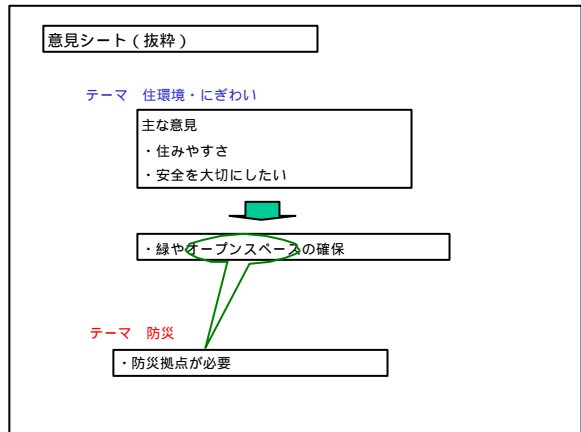 意見シート（抜粋）
テーマ　住環境・にぎわい
主な意見
・住みやすさ
・安全を大切にしたい
・緑やオープンスペースの確保
テーマ　防災
・防災拠点が必要